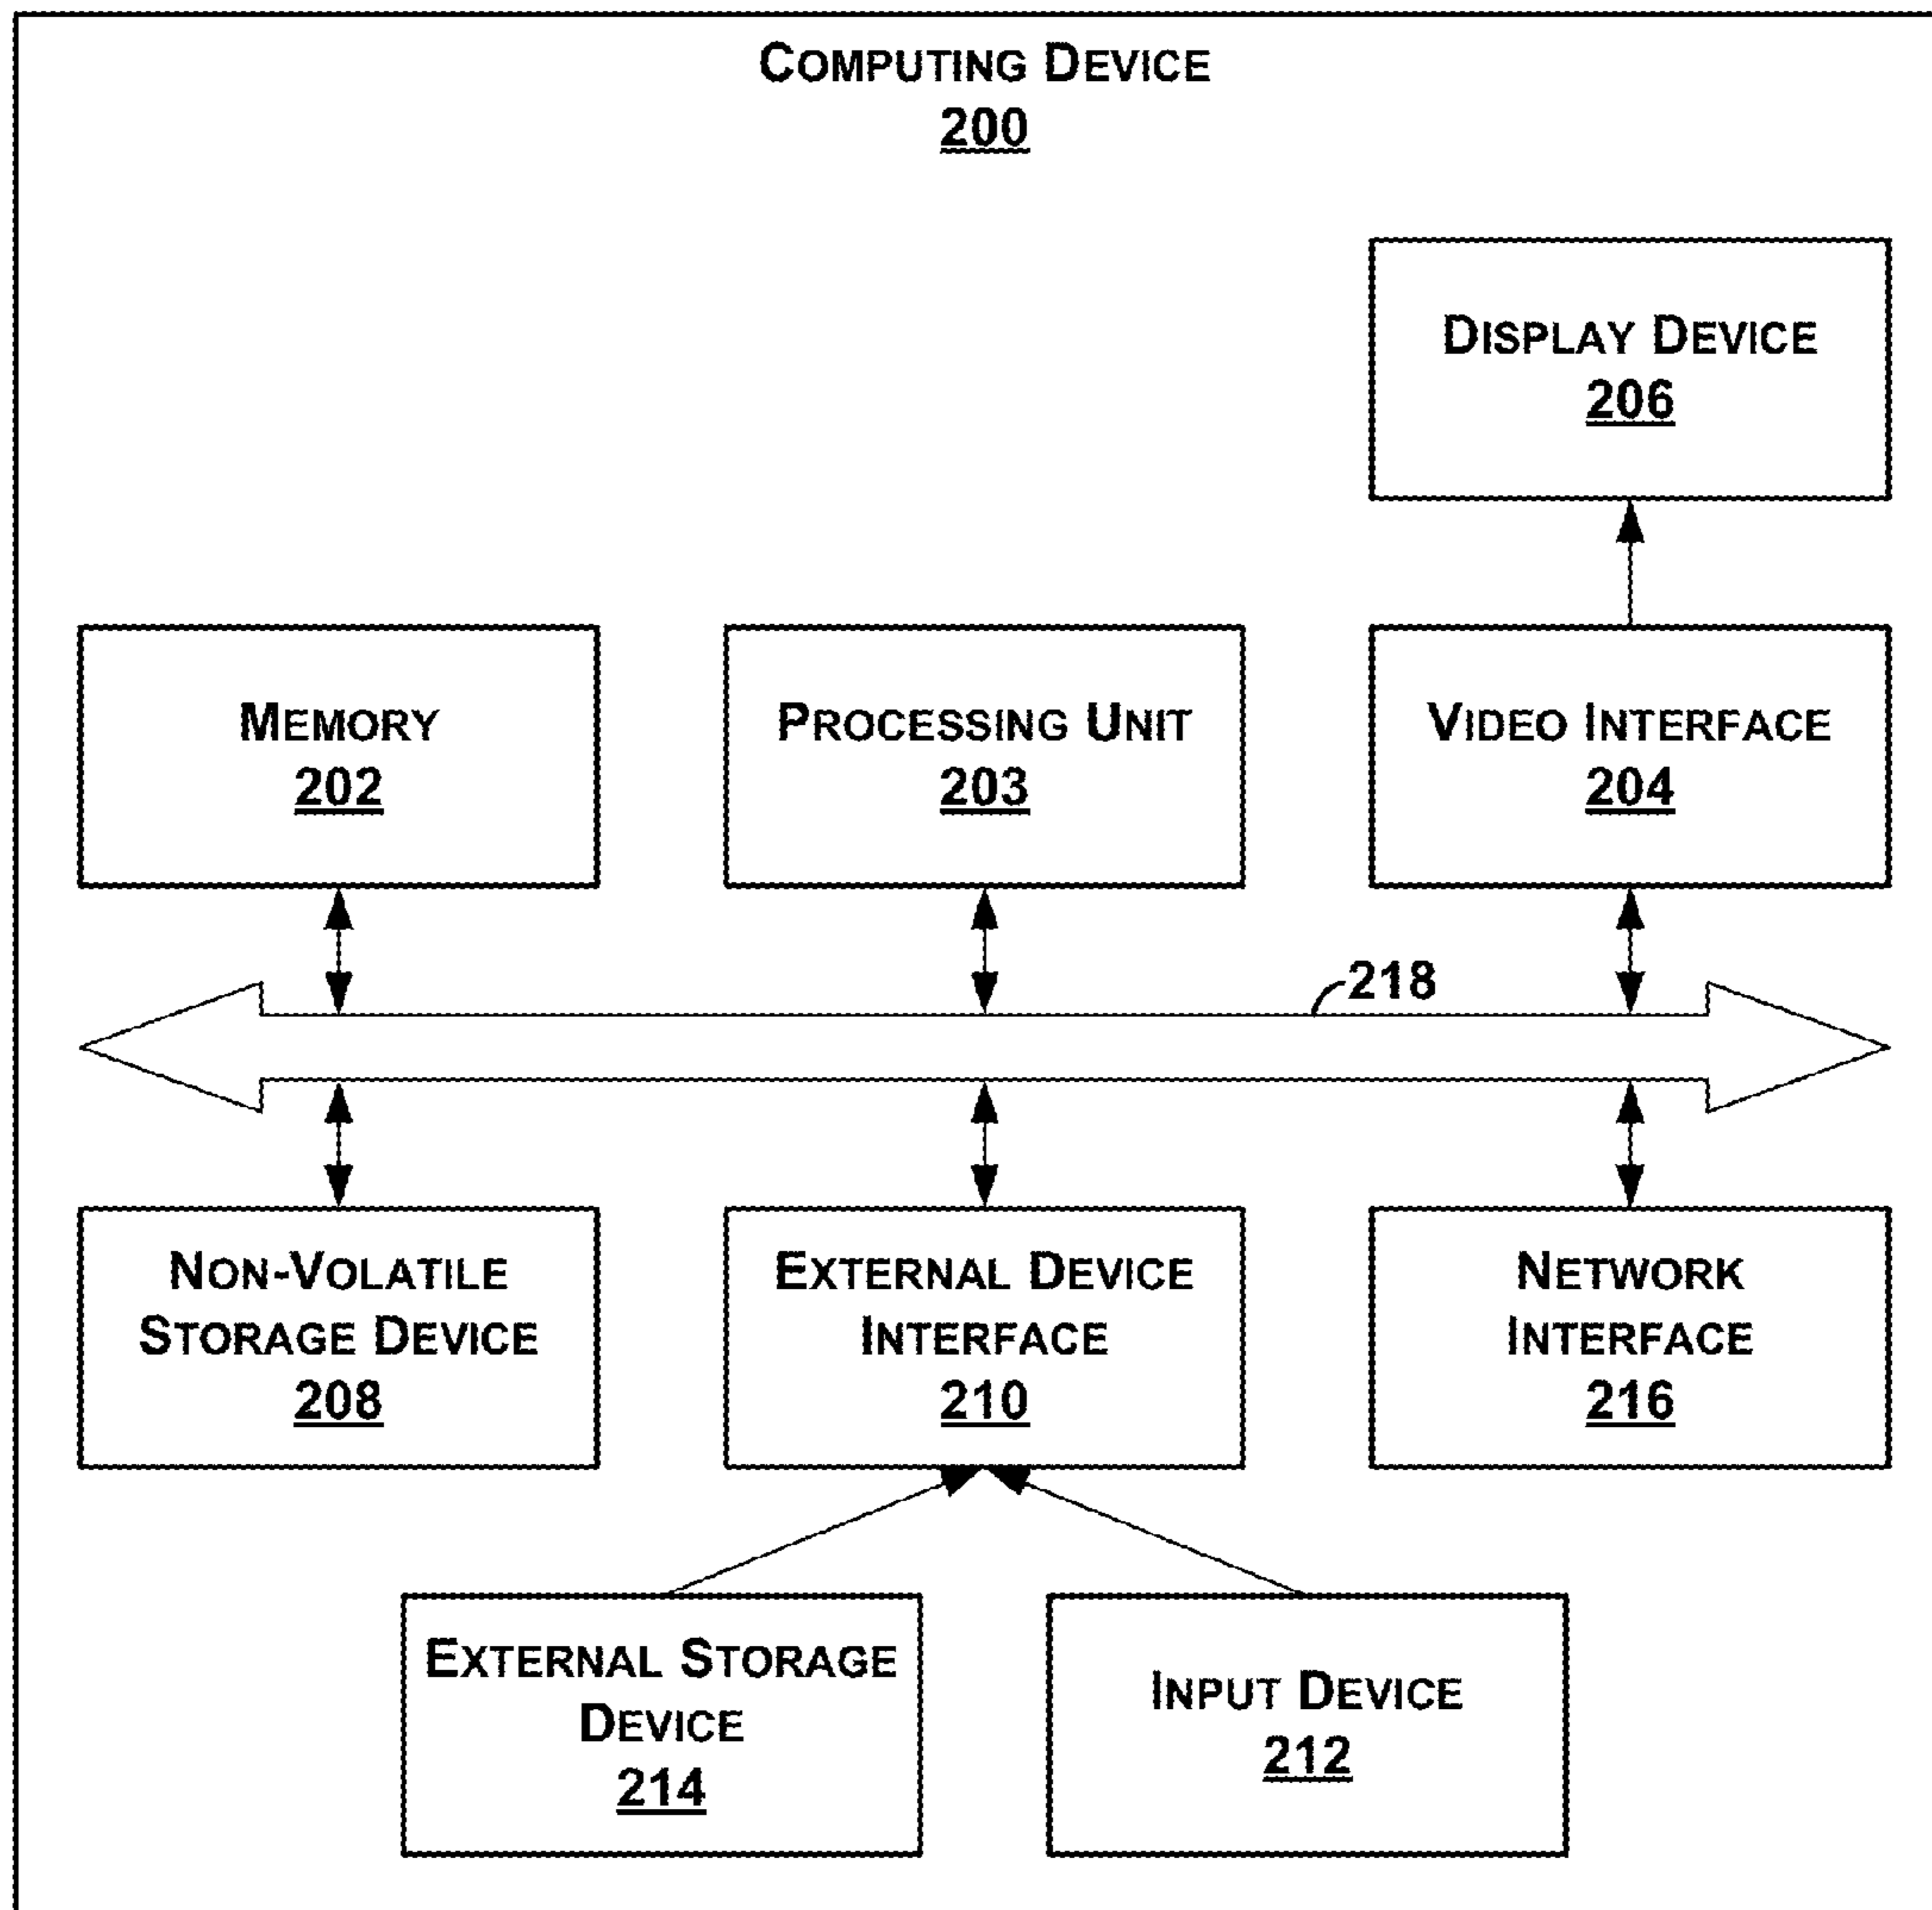 COMPUTING DEVICE
200
DISPLAY DEVICE
206
MEMORY
202
PROCESSING UNIT
203
VIDEO INTERFACE
204
218
NON-VOLATILE
STORAGE DEVICE
208
EXTERNAL DEVICE
INTERFACE
210
NETWORK
INTERFACE
216
EXTERNAL STORAGE
DEVICE
214
INPUT DEVICE
212